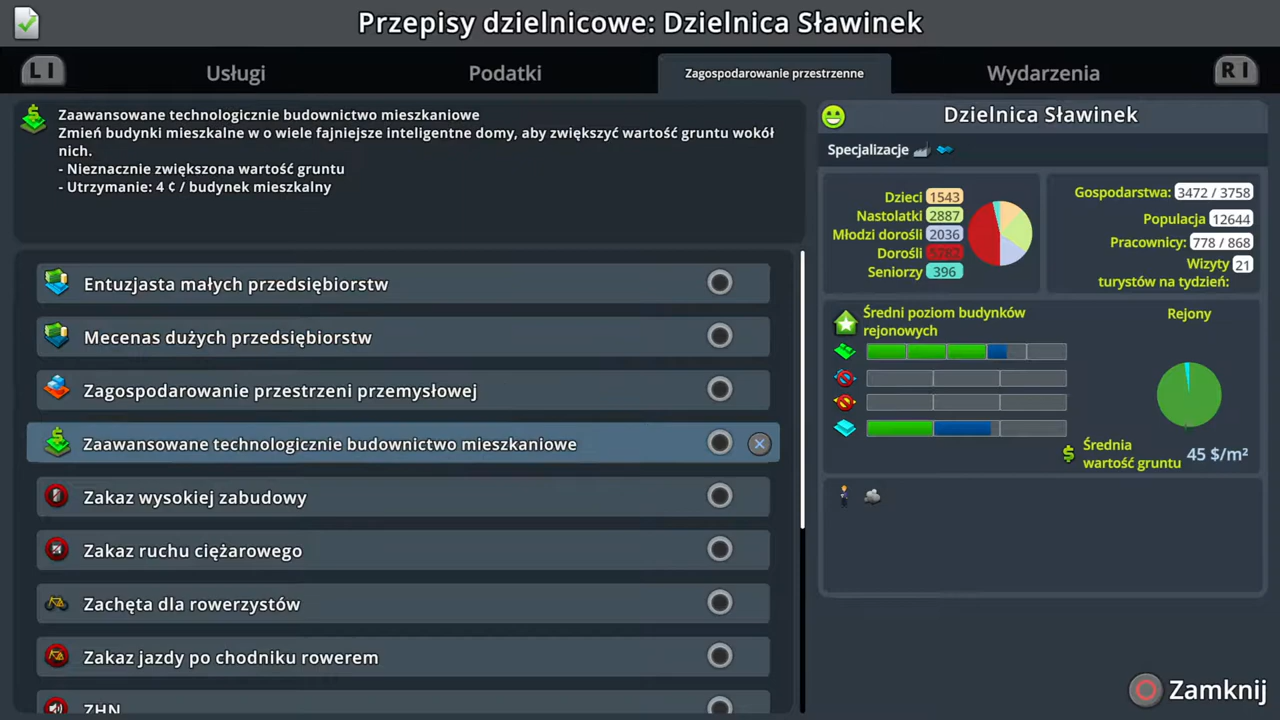 Przepisy dzielnicowe: Dzielnica Sławinek
L1
Usługi
Podatki
Zagospodarowanie przestrzenne
Wydarzenia
R1
Zaawansowane technologicznie budownictwo mieszkaniowe
Zmień budynki mieszkalne w o wiele fajniejsze inteligentne domy, aby zwiększyć wartość gruntu wokół
nich.
- Nieznacznie zwiększona wartość gruntu
- Utrzymanie: 4 ₵ / budynek mieszkalny
Entuzjasta małych przedsiębiorstw
Mecenas dużych przedsiębiorstw
Zagospodarowanie przestrzeni przemysłowej
Zaawansowane technologicznie budownictwo mieszkaniowe
Zakaz wysokiej zabudowy
Zakaz ruchu ciężarowego
Zachęta dla rowerzystów
Zakaz jazdy po chodniku rowerem
ZHN
Dzielnica Sławinek
Specjalizacje
Dzieci 1543
Nastolatki 2887
Młodzi dorośli 2036
Dorośli 5782
Seniorzy 396
Gospodarstwa: 3472 / 3758
Populacja 12644
Pracownicy: 778 / 868
Wizyty 21
turystów na tydzień:
Średni poziom budynków
rejonowych
Rejony
Średnia
wartość gruntu 45 $/m²
Zamknij